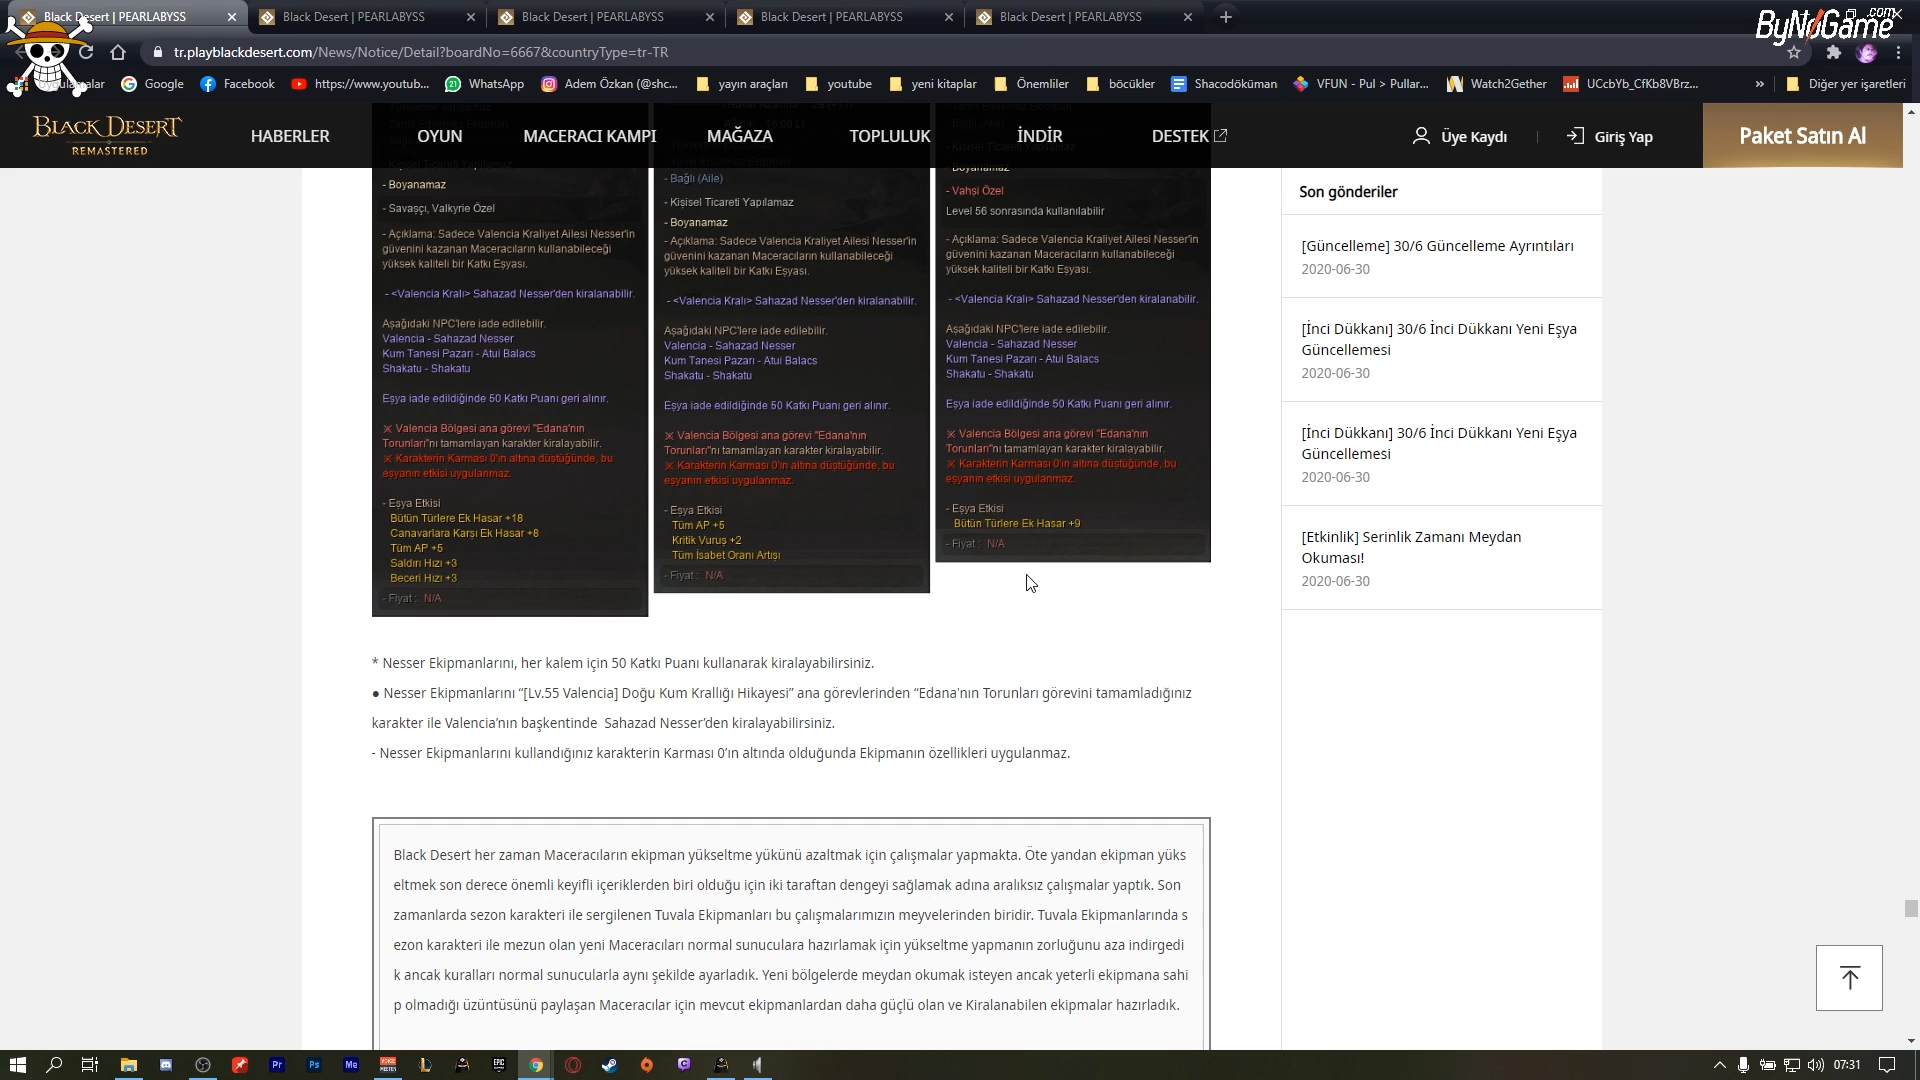 Black Desert | PEARLABYSS
Black Desert | PEARLABYSS
Black Desert | PEARLABYSS
Black Desert | PEARLABYSS
Black Desert | PEARLABYSS
ByNoGame
.com
tr.playblackdesert.com/News/Notice/Detail?boardNo=6667&countryType=tr-TR
Google
Facebook
https://www.youtub...
WhatsApp
Adem Özkan (@shc...
yayın araçları
youtube
yeni kitaplar
Önemliler
böcükler
Shacodöküman
VFUN - Pul > Pullar...
Watch2Gether
UCcbYb_CfKb8VBrz...
»
Diğer yer işaretleri
BLACK DESERT
REMASTERED
HABERLER
OYUN
MACERACI KAMPI
MAĞAZA
TOPLULUK
İNDİR
DESTEK
Üye Kaydı
Giriş Yap
Paket Satın Al
- Boyanamaz
- Savaşçı, Valkyrie Özel
- Açıklama: Sadece Valencia Kraliyet Ailesi Nesser'in
güvenini kazanan Maceracıların kullanabileceği
yüksek kaliteli bir Katkı Eşyası.
- <Valencia Kralı> Sahazad Nesser'den kiralanabilir.
Aşağıdaki NPC'lere iade edilebilir.
Valencia - Sahazad Nesser
Kum Tanesi Pazarı - Atui Balacs
Shakatu - Shakatu
Eşya iade edildiğinde 50 Katkı Puanı geri alınır.
※ Valencia Bölgesi ana görevi "Edana'nın
Torunları"nı tamamlayan karakter kiralayabilir.
※ Karakterin Karması 0'ın altına düştüğünde, bu
eşyanın etkisi uygulanmaz.
- Eşya Etkisi
Bütün Türlere Ek Hasar +18
Canavarlara Karşı Ek Hasar +8
Tüm AP +5
Saldırı Hızı +3
Beceri Hızı +3
- Fiyat : N/A
- Bağlı (Aile)
- Kişisel Ticareti Yapılamaz
- Boyanamaz
- Açıklama: Sadece Valencia Kraliyet Ailesi Nesser'in
güvenini kazanan Maceracıların kullanabileceği
yüksek kaliteli bir Katkı Eşyası.
- <Valencia Kralı> Sahazad Nesser'den kiralanabilir.
Aşağıdaki NPC'lere iade edilebilir.
Valencia - Sahazad Nesser
Kum Tanesi Pazarı - Atui Balacs
Shakatu - Shakatu
Eşya iade edildiğinde 50 Katkı Puanı geri alınır.
※ Valencia Bölgesi ana görevi "Edana'nın
Torunları"nı tamamlayan karakter kiralayabilir.
※ Karakterin Karması 0'ın altına düştüğünde, bu
eşyanın etkisi uygulanmaz.
- Eşya Etkisi
Tüm AP +5
Kritik Vuruş +2
Tüm İsabet Oranı Artışı
- Fiyat : N/A
- Boyanamaz
- Vahşi Özel
Level 56 sonrasında kullanılabilir
- Açıklama: Sadece Valencia Kraliyet Ailesi Nesser'in
güvenini kazanan Maceracıların kullanabileceği
yüksek kaliteli bir Katkı Eşyası.
- <Valencia Kralı> Sahazad Nesser'den kiralanabilir.
Aşağıdaki NPC'lere iade edilebilir.
Valencia - Sahazad Nesser
Kum Tanesi Pazarı - Atui Balacs
Shakatu - Shakatu
Eşya iade edildiğinde 50 Katkı Puanı geri alınır.
※ Valencia Bölgesi ana görevi "Edana'nın
Torunları"nı tamamlayan karakter kiralayabilir.
※ Karakterin Karması 0'ın altına düştüğünde, bu
eşyanın etkisi uygulanmaz.
- Eşya Etkisi
Bütün Türlere Ek Hasar +9
- Fiyat : N/A
* Nesser Ekipmanlarını, her kalem için 50 Katkı Puanı kullanarak kiralayabilirsiniz.
● Nesser Ekipmanlarını “[Lv.55 Valencia] Doğu Kum Krallığı Hikayesi” ana görevlerinden “Edana'nın Torunları görevini tamamladığınız
karakter ile Valencia’nın başkentinde Sahazad Nesser’den kiralayabilirsiniz.
- Nesser Ekipmanlarını kullandığınız karakterin Karması 0’ın altında olduğunda Ekipmanın özellikleri uygulanmaz.
Black Desert her zaman Maceracıların ekipman yükseltme yükünü azaltmak için çalışmalar yapmakta. Öte yandan ekipman yüks
eltmek son derece önemli keyifli içeriklerden biri olduğu için iki taraftan dengeyi sağlamak adına aralıksız çalışmalar yaptık. Son
zamanlarda sezon karakteri ile sergilenen Tuvala Ekipmanları bu çalışmalarımızın meyvelerinden biridir. Tuvala Ekipmanlarında s
ezon karakteri ile mezun olan yeni Maceracıları normal sunuculara hazırlamak için yükseltme yapmanın zorluğunu aza indirgedi
k ancak kuralları normal sunucularla aynı şekilde ayarladık. Yeni bölgelerde meydan okumak isteyen ancak yeterli ekipmana sahi
p olmadığı üzüntüsünü paylaşan Maceracılar için mevcut ekipmanlardan daha güçlü olan ve Kiralanabilen ekipmalar hazırladık.
Son gönderiler
[Güncelleme] 30/6 Güncelleme Ayrıntıları
2020-06-30
[İnci Dükkanı] 30/6 İnci Dükkanı Yeni Eşya
Güncellemesi
2020-06-30
[İnci Dükkanı] 30/6 İnci Dükkanı Yeni Eşya
Güncellemesi
2020-06-30
[Etkinlik] Serinlik Zamanı Meydan
Okuması!
2020-06-30
Pr
Ps
Me
07:31